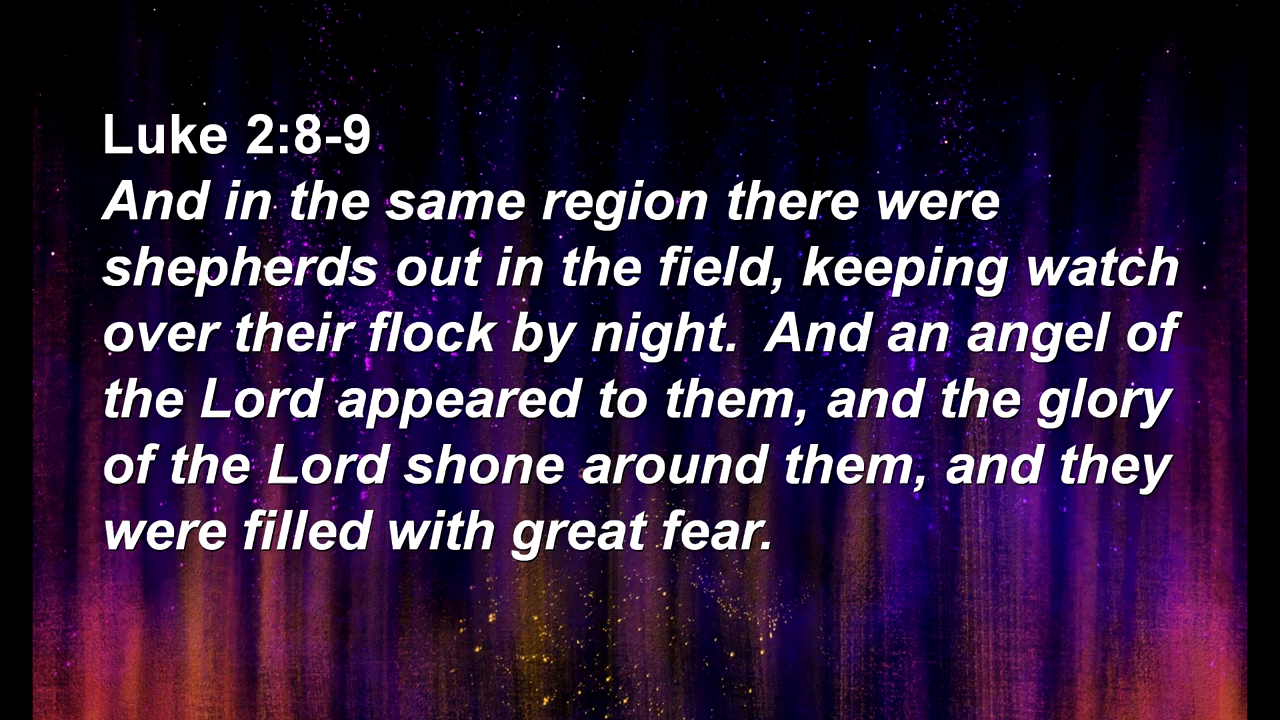 Luke 2:8-9
And in the same region there were
shepherds out in the field, keeping watch
over their flock by night.  And an angel of
the Lord appeared to them, and the glory
of the Lord shone around them, and they
were filled with great fear.